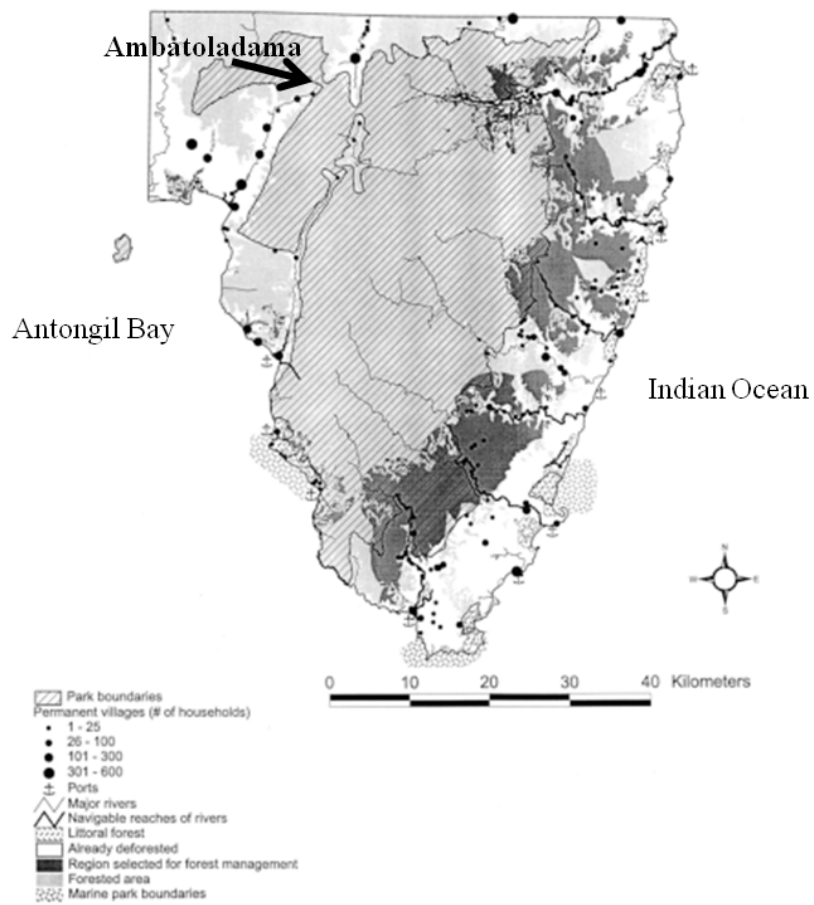 Ambatoladama
Antongil Bay
Indian Ocean
N
W
E
S
0 10 20 30 40 Kilometers
Park boundaries
Permanent villages (# of households)
1 - 25
26 - 100
101 - 300
301 - 600
Ports
Major rivers
Navigable reaches of rivers
Littoral forest
Already deforested
Region selected for forest management
Forested area
Marine park boundaries